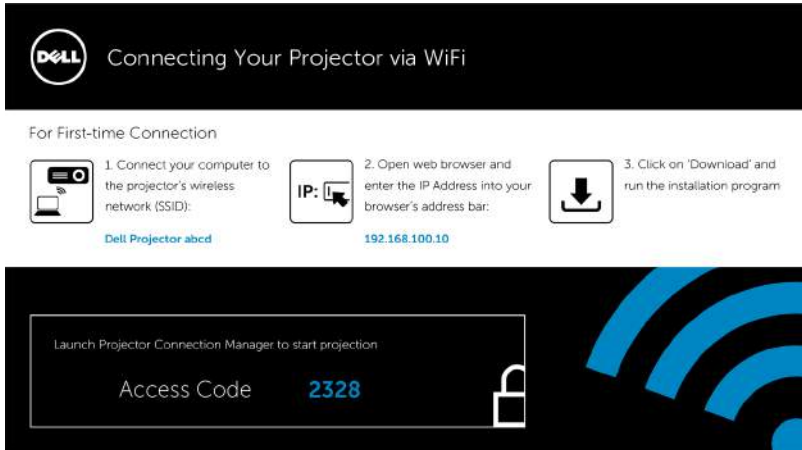 DELL
Connecting Your Projector via WiFi
For First-time Connection
1. Connect your computer to
the projector's wireless
network (SSID):
Dell Projector abcd
IP:
2. Open web browser and
enter the IP Address into your
browser's address bar:
192.168.100.10
3. Click on 'Download' and
run the installation program
Launch Projector Connection Manager to start projection
Access Code 2328